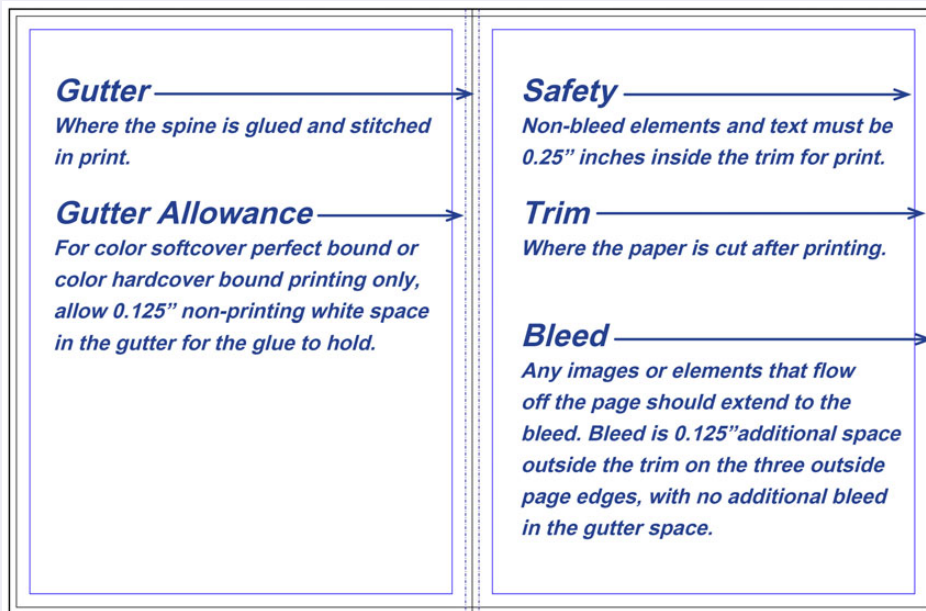 Gutter
Where the spine is glued and stitched
in print.
Gutter Allowance
For color softcover perfect bound or
color hardcover bound printing only,
allow 0.125” non-printing white space
in the gutter for the glue to hold.
Safety
Non-bleed elements and text must be
0.25” inches inside the trim for print.
Trim
Where the paper is cut after printing.
Bleed
Any images or elements that flow
off the page should extend to the
bleed. Bleed is 0.125”additional space
outside the trim on the three outside
page edges, with no additional bleed
in the gutter space.